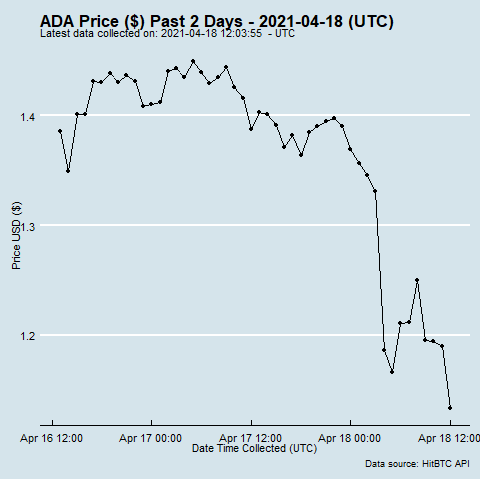 ADA Price ($) Past 2 Days - 2021-04-18 (UTC)
Latest data collected on: 2021-04-18 12:03:55  - UTC
1.4
1.3
1.2
Price USD ($)
Apr 16 12:00
Apr 17 00:00
Apr 17 12:00
Apr 18 00:00
Apr 18 12:00
Date Time Collected (UTC)
Data source: HitBTC API